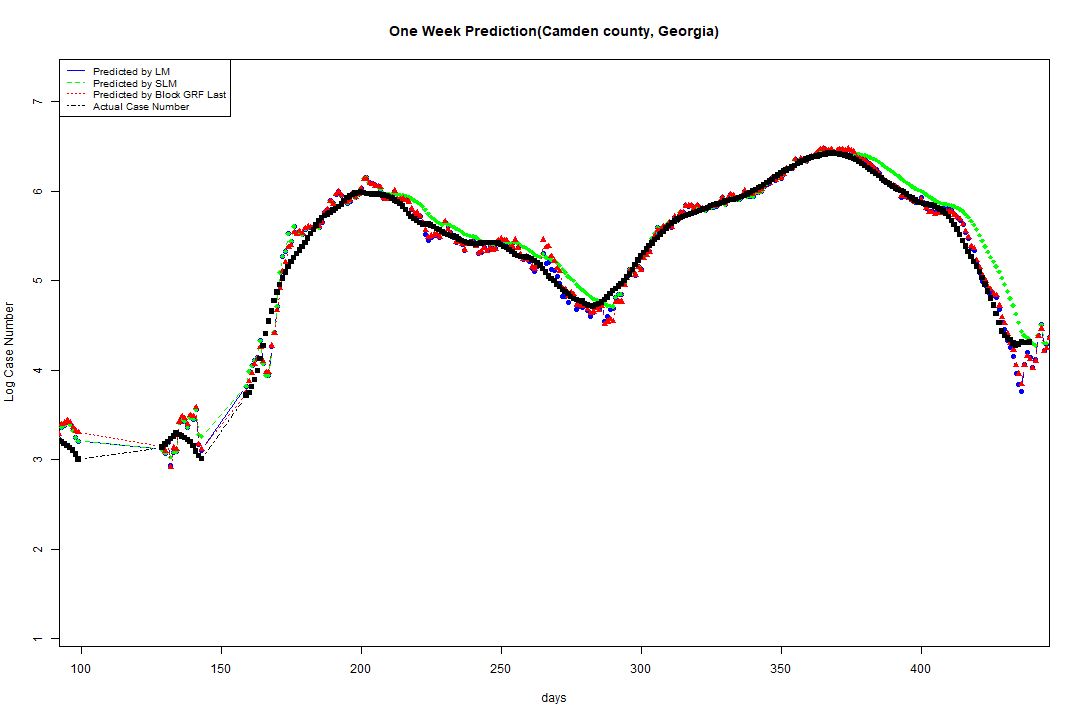 One Week Prediction(Camden county, Georgia)
Predicted by LM
Predicted by SLM
Predicted by Block GRF Last
Actual Case Number
7
6
5
4
3
2
1
Log Case Number
100 150 200 250 300 350 400
days